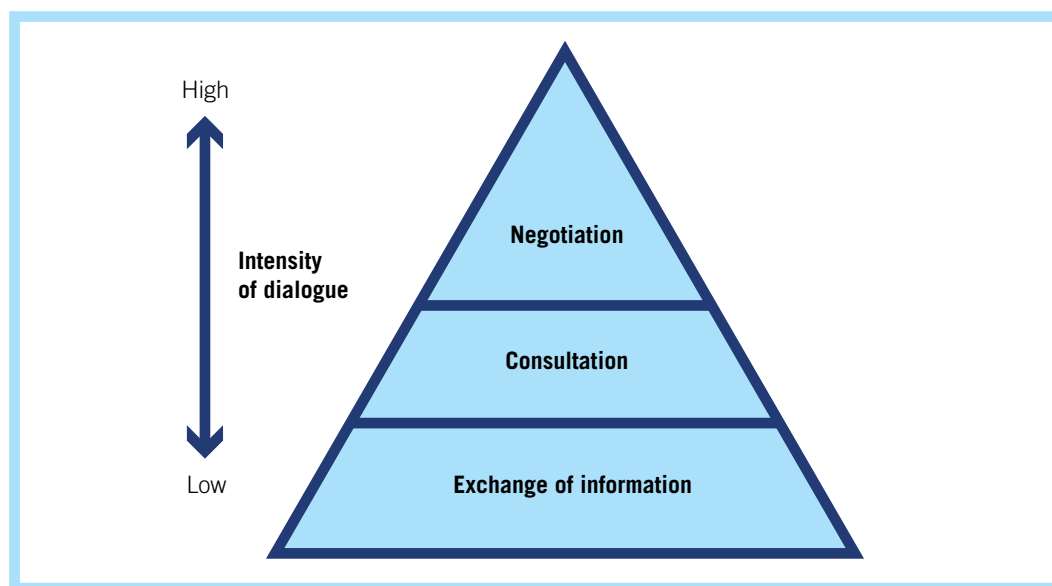 High
Negotiation
Intensity
of dialogue
Consultation
Low
Exchange of information